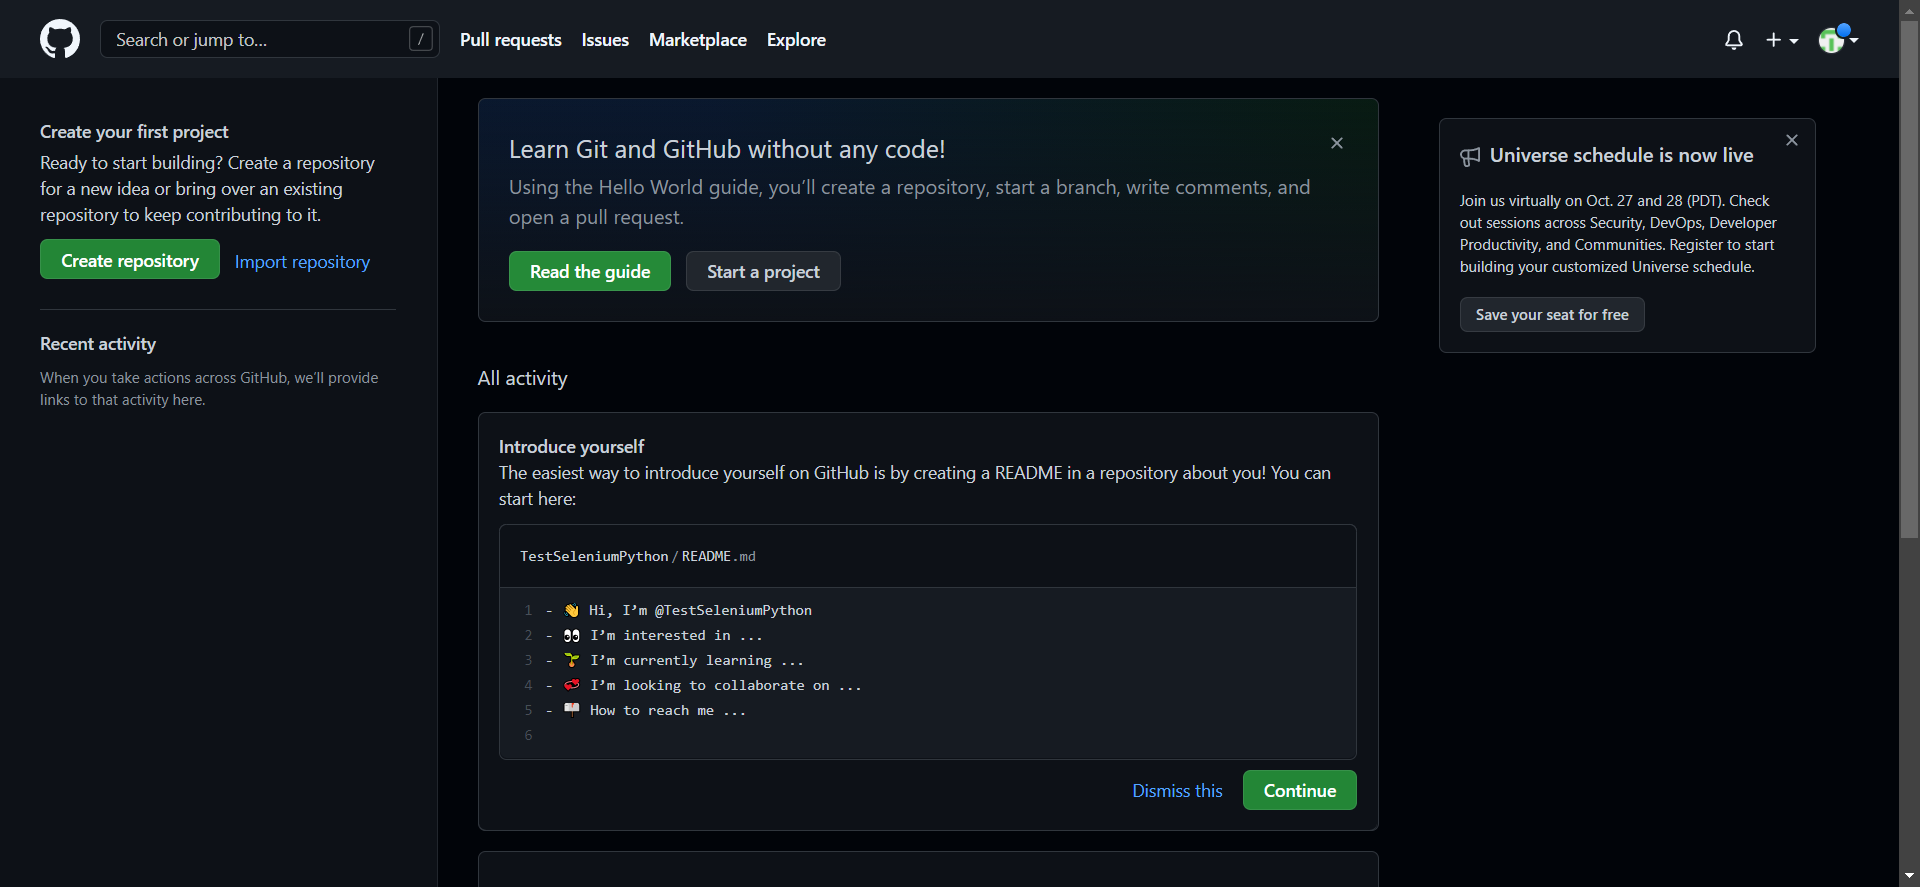 Search or jump to... /
Pull requests
Issues
Marketplace
Explore
Create your first project
Ready to start building? Create a repository
for a new idea or bring over an existing
repository to keep contributing to it.
Create repository
Import repository
Recent activity
When you take actions across GitHub, we’ll provide
links to that activity here.
Learn Git and GitHub without any code!
Using the Hello World guide, you’ll create a repository, start a branch, write comments, and
open a pull request.
Read the guide
Start a project
All activity
Introduce yourself
The easiest way to introduce yourself on GitHub is by creating a README in a repository about you! You can
start here:
TestSeleniumPython/README.md
1 - 👋 Hi, I’m @TestSeleniumPython
2 - 👀 I’m interested in ...
3 - 🌱 I’m currently learning ...
4 - 💞️ I’m looking to collaborate on ...
5 - 📫 How to reach me ...
6
Dismiss this
Continue
Universe schedule is now live
Join us virtually on Oct. 27 and 28 (PDT). Check
out sessions across Security, DevOps, Developer
Productivity, and Communities. Register to start
building your customized Universe schedule.
Save your seat for free